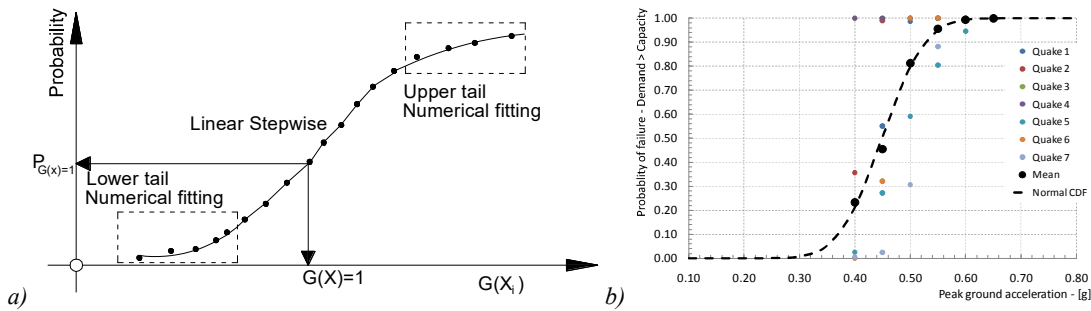 Probability
Upper tail
Numerical fitting
Linear Stepwise
P G(x)=1
Lower tail
Numerical fitting
G(X)=1
G(Xi)
a)
Probablity of failure - Demand > Capacity
1.00
0.90
0.80
0.70
0.60
0.50
0.40
0.30
0.20
0.10
0.00
Quake 1
Quake 2
Quake 3
Quake 4
Quake 5
Quake 6
Quake 7
Mean
Normal CDF
0.10 0.20 0.30 0.40 0.50 0.60 0.70 0.80
Peak ground acceleration - [g]
b)